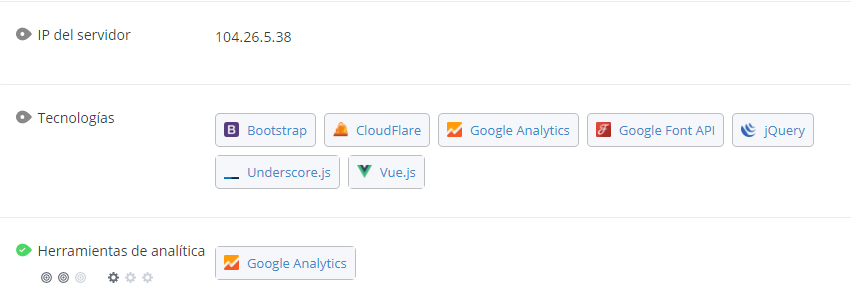 IP del servidor 104.26.5.38
Tecnologías Bootstrap CloudFlare Google Analytics Google Font API jQuery
Underscore.js Vue.js
Herramientas de analítica Google Analytics